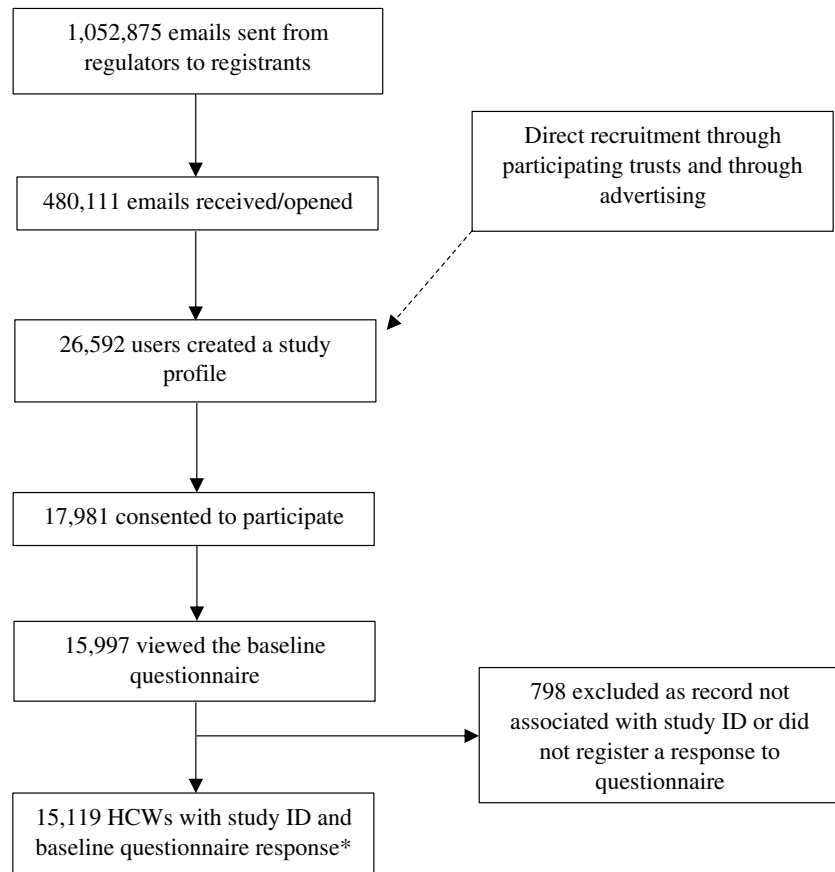 1,052,875 emails sent from
regulators to registrants
Direct recruitment through
participating trusts and through
advertising
480,111 emails received/opened
26,592 users created a study
profile
17,981 consented to participate
15,997 viewed the baseline
questionnaire
798 excluded as record not
associated with study ID or did
not register a response to
questionnaire
15,119 HCWs with study ID and
baseline questionnaire response*